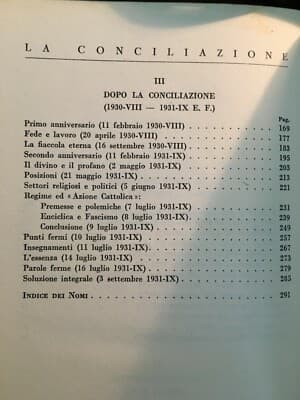 LA CONCILIAZIONE
III
DOPO LA CONCILIAZIONE
(1930-VIII — 1931-IX E. F.)
Pag.
Primo anniversario (11 febbraio 1930-VIII) . . . . . 169
Fede e lavoro (20 aprile 1930-VIII) . . . . . 177
La fiaccola eterna (16 settembre 1930-VIII) . . . . . 183
Secondo anniversario (11 febbraio 1931-IX) . . . . . 195
Il divino e il profano (2 maggio 1931-IX) . . . . . 203
Posizioni (21 maggio 1931-IX) . . . . . 213
Settori religiosi e politici (5 giugno 1931-IX) . . . . . 221
Regime ed «Azione Cattolica»:
Premesse e polemiche (7 luglio 1931-IX) . . . . . 231
Enciclica e Fascismo (8 luglio 1931-IX) . . . . . 239
Conclusione (9 luglio 1931-IX) . . . . . 249
Punti fermi (10 luglio 1931-IX) . . . . . 257
Insegnamenti (11 luglio 1931-IX) . . . . . 267
L'essenza (14 luglio 1931-IX) . . . . . 273
Parole ferme (16 luglio 1931-IX) . . . . . 279
Soluzione integrale (3 settembre 1931-IX) . . . . . 285
INDICE DEI NOMI . . . . . 291